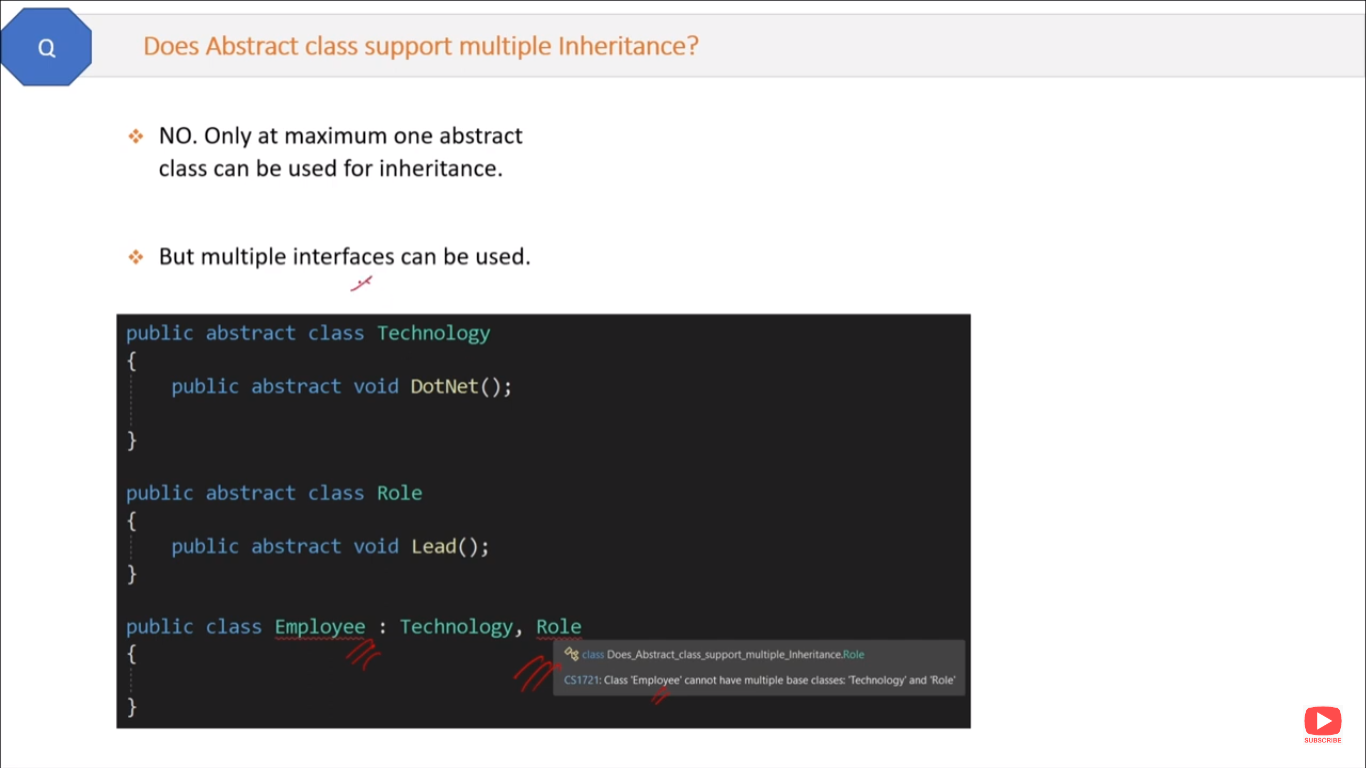 Q
Does Abstract class support multiple Inheritance?
NO. Only at maximum one abstract
class can be used for inheritance.
But multiple interfaces can be used.
public abstract class Technology
{
public abstract void DotNet();
}
public abstract class Role
{
public abstract void Lead();
}
public class Employee : Technology, Role
{
class Does_Abstract_class_support_multiple_Inheritance.Role
CS1721: Class 'Employee' cannot have multiple base classes: 'Technology' and 'Role'
}
SUBSCRIBE